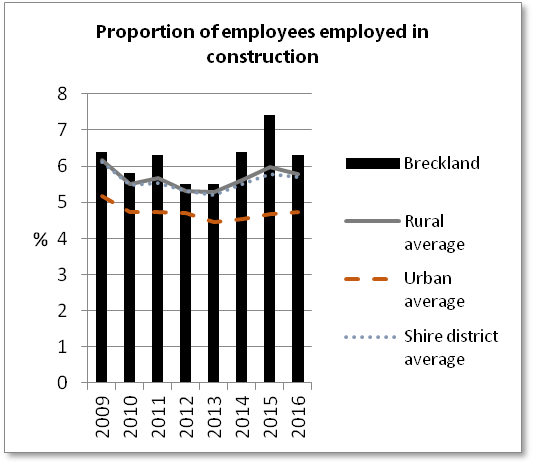 Proportion of employees employed in
construction
8
7
6
5
4
3
2
1
0
%
2009
2010
2011
2012
2013
2014
2015
2016
Breckland
Rural
average
Urban
average
Shire district
average